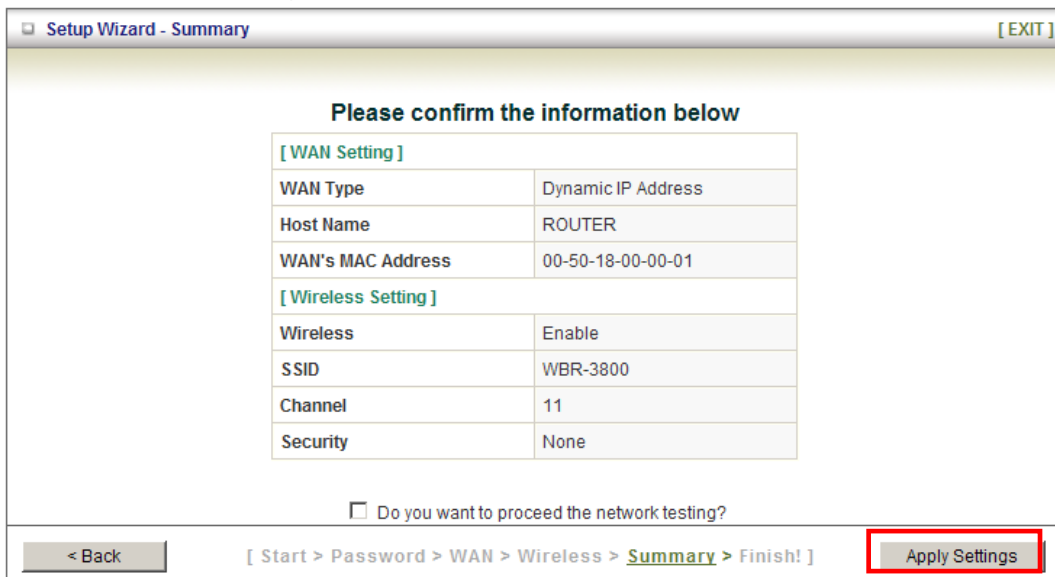 Setup Wizard - Summary [ EXIT ]
Please confirm the information below
[ WAN Setting ]
WAN Type Dynamic IP Address
Host Name ROUTER
WAN's MAC Address 00-50-18-00-00-01
[ Wireless Setting ]
Wireless Enable
SSID WBR-3800
Channel 11
Security None
Do you want to proceed the network testing?
< Back [ Start > Password > WAN > Wireless > Summary > Finish! ] Apply Settings